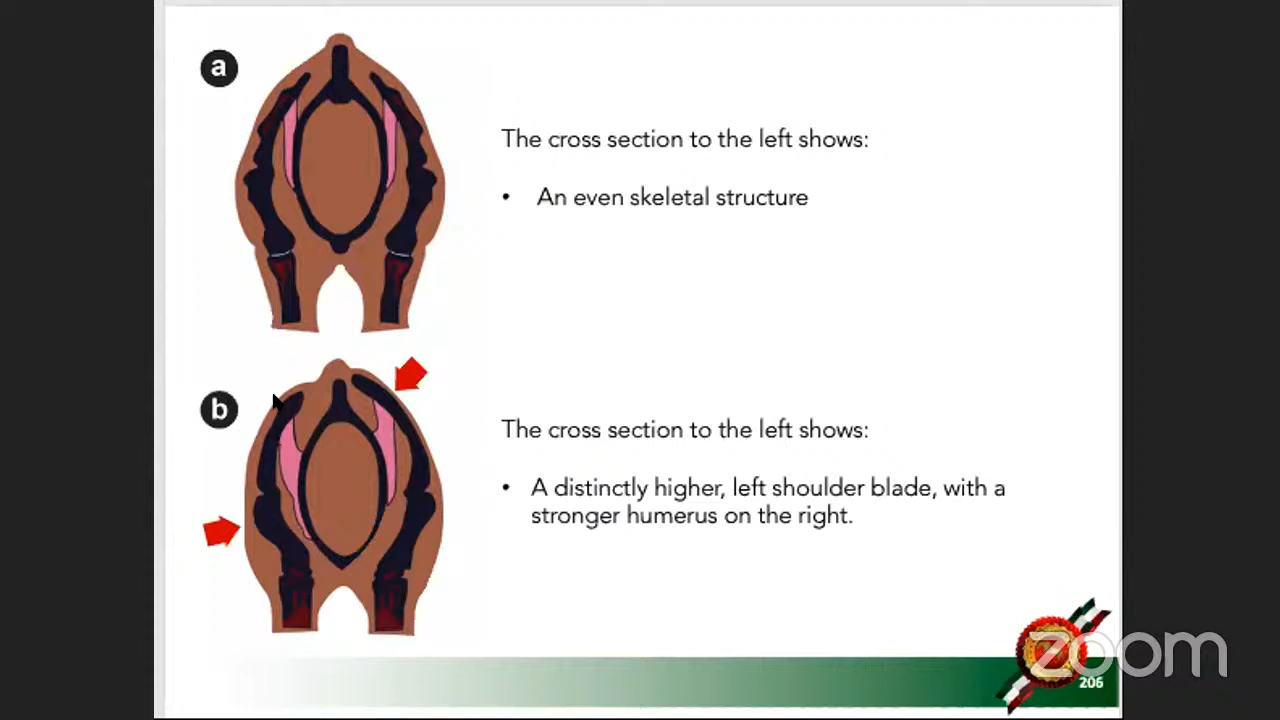 a
The cross section to the left shows:
• An even skeletal structure
b
The cross section to the left shows:
• A distinctly higher, left shoulder blade, with a
stronger humerus on the right.
zoom
206